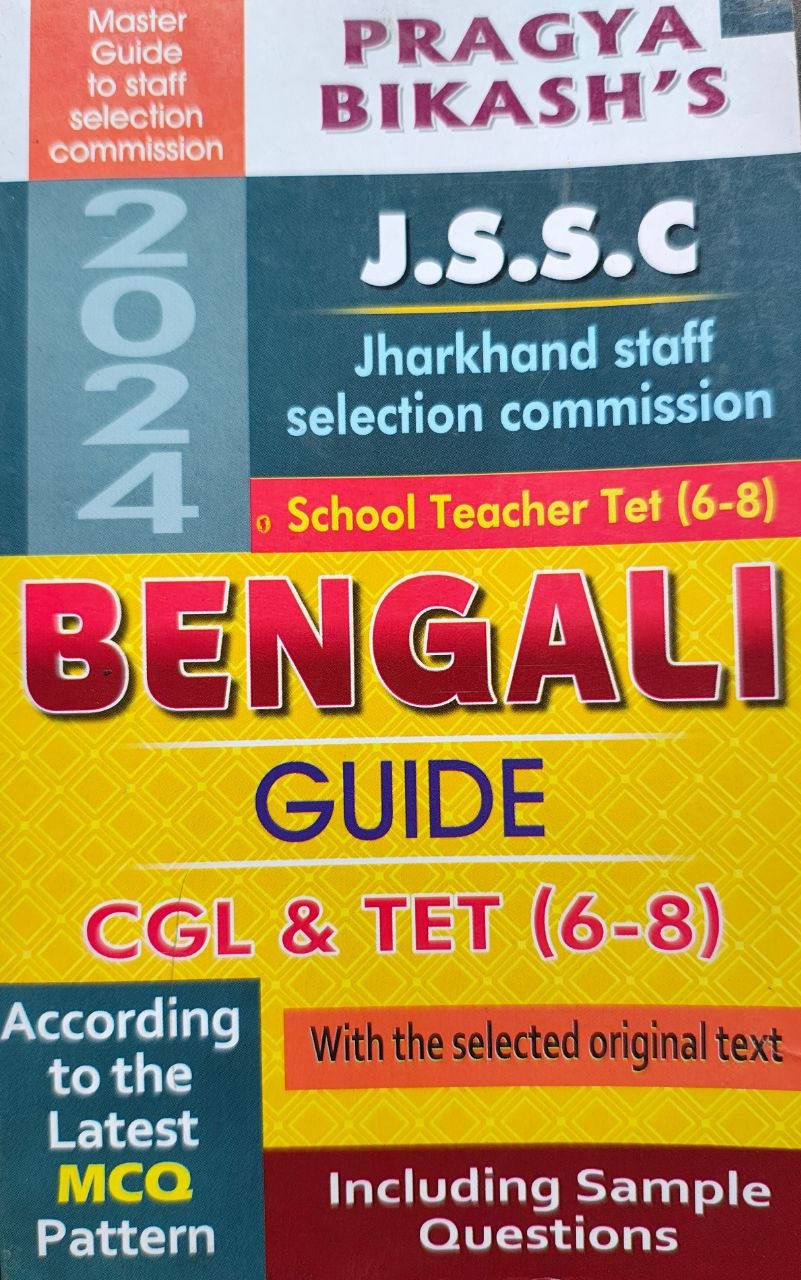 Master
Guide
to staff
selection
commission
PRAGYA
BIKASH'S
2024
J.S.S.C
Jharkhand staff
selection commission
School Teacher Tet (6-8)
BENGALI
GUIDE
CGL & TET (6-8)
According
to the
Latest
MCQ
Pattern
With the selected original text
Including Sample
Questions